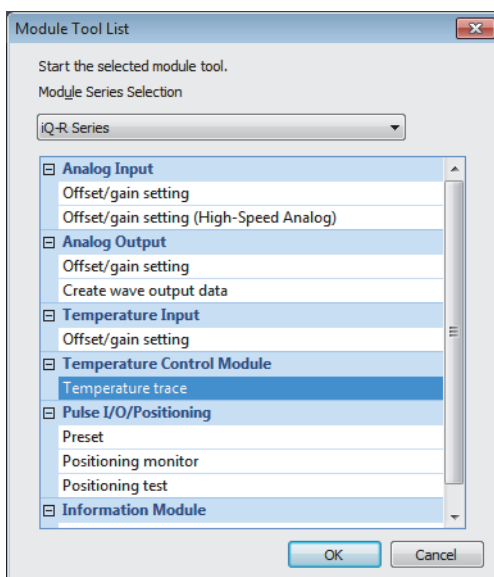 Module Tool List
Start the selected module tool.
Module Series Selection
iQ-R Series
Analog Input
Offset/gain setting
Offset/gain setting (High-Speed Analog)
Analog Output
Offset/gain setting
Create wave output data
Temperature Input
Offset/gain setting
Temperature Control Module
Temperature trace
Pulse I/O/Positioning
Preset
Positioning monitor
Positioning test
Information Module
OK Cancel